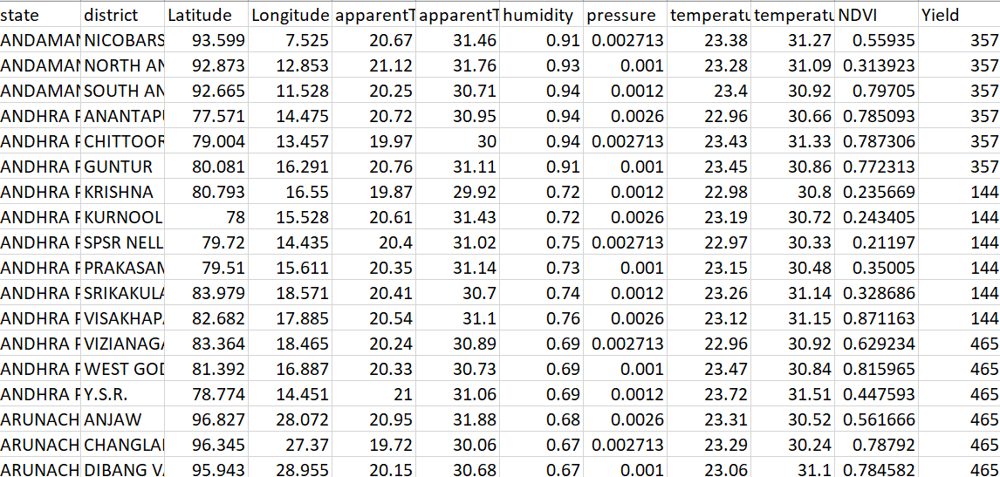 state district Latitude Longitude apparentT apparentT humidity pressure temperatu temperatu NDVI Yield
ANDAMAN NICOBARS 93.599 7.525 20.67 31.46 0.91 0.002713 23.38 31.27 0.55935 357
ANDAMAN NORTH AN 92.873 12.853 21.12 31.76 0.93 0.001 23.28 31.09 0.313923 357
ANDAMAN SOUTH AN 92.665 11.528 20.25 30.71 0.94 0.0012 23.4 30.92 0.79705 357
ANDHRA P ANANTAPU 77.571 14.475 20.72 30.95 0.94 0.0026 22.96 30.66 0.785093 357
ANDHRA P CHITTOOR 79.004 13.457 19.97 30 0.94 0.002713 23.43 31.33 0.787306 357
ANDHRA P GUNTUR 80.081 16.291 20.76 31.11 0.91 0.001 23.45 30.86 0.772313 357
ANDHRA P KRISHNA 80.793 16.55 19.87 29.92 0.72 0.0012 22.98 30.8 0.235669 144
ANDHRA P KURNOOL 78 15.528 20.61 31.43 0.72 0.0026 23.19 30.72 0.243405 144
ANDHRA P SPSR NELL 79.72 14.435 20.4 31.02 0.75 0.002713 22.97 30.33 0.21197 144
ANDHRA P PRAKASAM 79.51 15.611 20.35 31.14 0.73 0.001 23.15 30.48 0.35005 144
ANDHRA P SRIKAKULA 83.979 18.571 20.41 30.7 0.74 0.0012 23.26 31.14 0.328686 144
ANDHRA P VISAKHAPA 82.682 17.885 20.54 31.1 0.76 0.0026 23.12 31.15 0.871163 144
ANDHRA P VIZIANAGA 83.364 18.465 20.24 30.89 0.69 0.002713 22.96 30.92 0.629234 465
ANDHRA P WEST GOD 81.392 16.887 20.33 30.73 0.69 0.001 23.47 30.84 0.815965 465
ANDHRA P Y.S.R. 78.774 14.451 21 31.06 0.69 0.0012 23.72 31.51 0.447593 465
ARUNACH ANJAW 96.827 28.072 20.95 31.88 0.68 0.0026 23.31 30.52 0.561666 465
ARUNACH CHANGLAN 96.345 27.37 19.72 30.06 0.67 0.002713 23.29 30.24 0.78792 465
ARUNACH DIBANG VA 95.943 28.955 20.15 30.68 0.67 0.001 23.06 31.1 0.784582 465